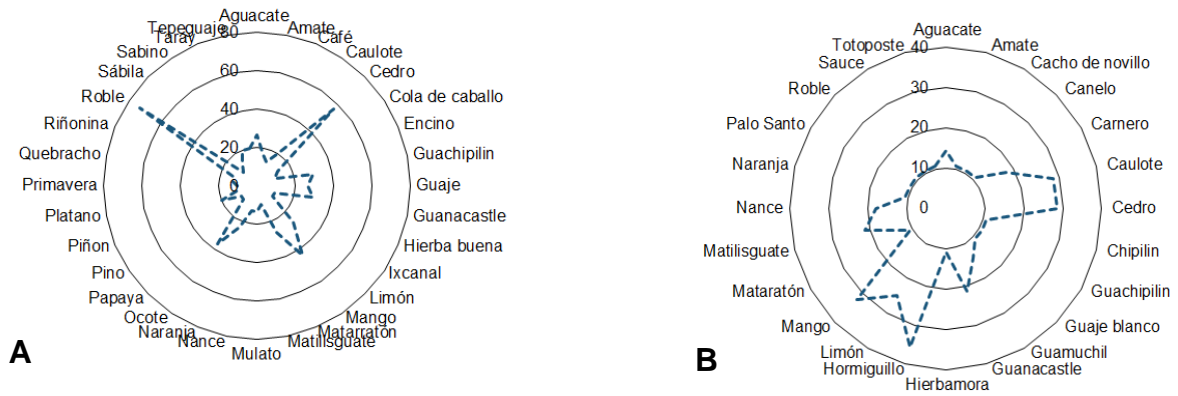 Aguacate
Amate
Café
Caulote
Cedro
Cola de caballo
Encino
Guachipilin
Guaje
Guanacastle
Hierba buena
Ixcanal
Limón
Mango
Matarratón
Matilisguate
Mulato
Nance
Naranja
Ocote
Papaya
Pino
Piñon
Platano
Primavera
Quebracho
Riñonina
Roble
Sábila
Sabino
Taray
Tepeguaje
80
60
40
20
0
A
Aguacate
Amate
Cacho de novillo
Canelo
Carnero
Caulote
Cedro
Chipilin
Guachipilin
Guaje blanco
Guamuchil
Guanacastle
Hierbamora
Hormiguillo
Limón
Mango
Mataratón
Matilisguate
Nance
Naranja
Palo Santo
Roble
Sauce
Totoposte
40
30
20
10
0
B